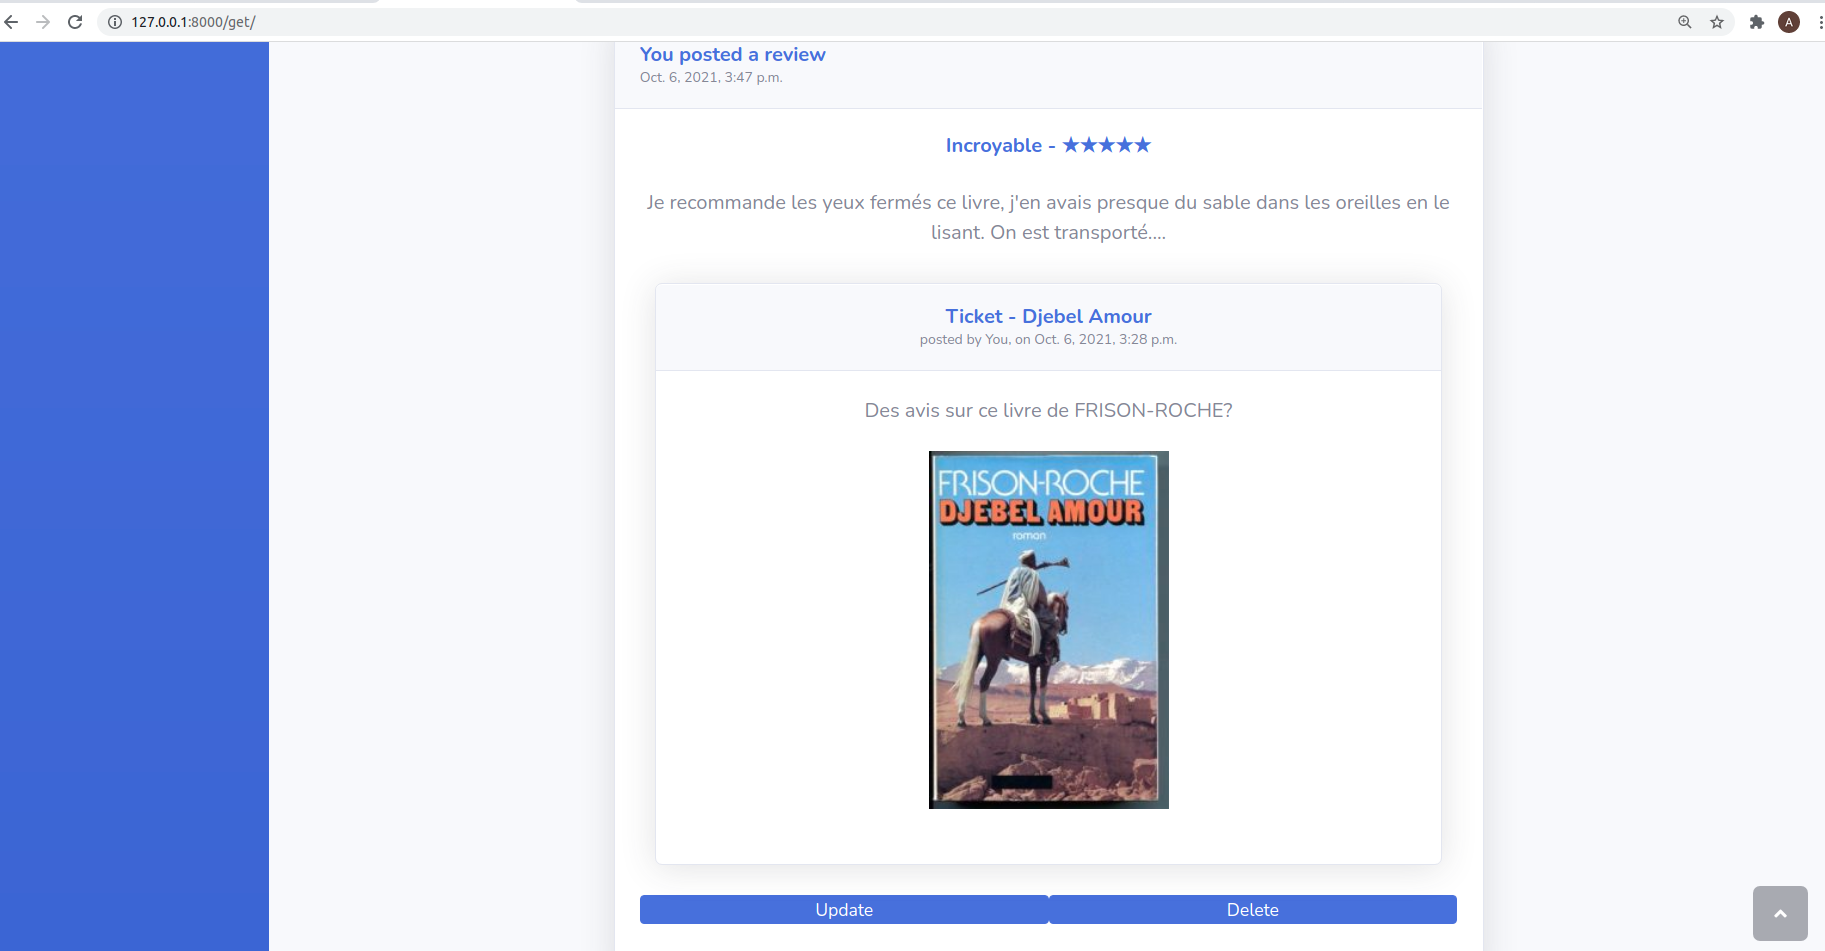 127.0.0.1:8000/get/
A
You posted a review
Oct. 6, 2021, 3:47 p.m.
Incroyable - ★★★★★
Je recommande les yeux fermés ce livre, j'en avais presque du sable dans les oreilles en le
lisant. On est transporté....
Ticket - Djebel Amour
posted by You, on Oct. 6, 2021, 3:28 p.m.
Des avis sur ce livre de FRISON-ROCHE?
FRISON-ROCHE
DJEBEL AMOUR
roman
Update
Delete